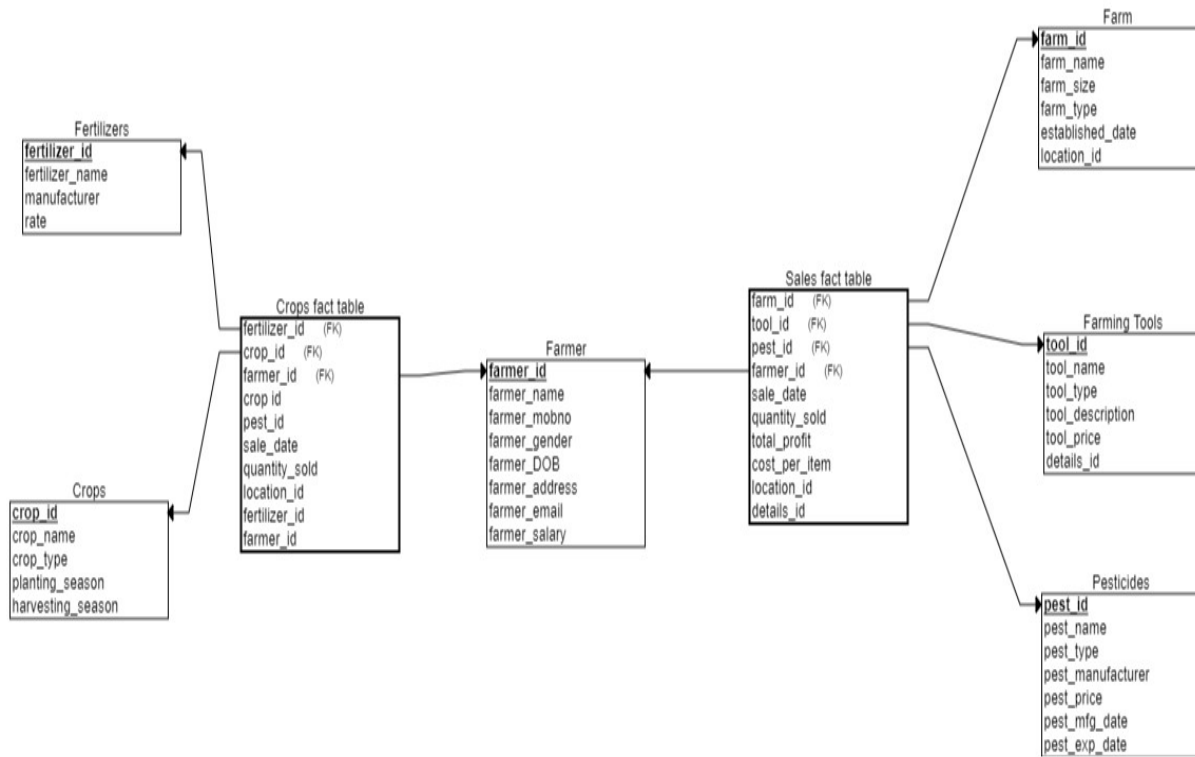 Fertilizers
fertilizer_id
fertilizer_name
manufacturer
rate
Crops
crop_id
crop_name
crop_type
planting_season
harvesting_season
Crops fact table
fertilizer_id (FK)
crop_id (FK)
farmer_id (FK)
crop id
pest_id
sale_date
quantity_sold
location_id
fertilizer_id
farmer_id
Farmer
farmer_id
farmer_name
farmer_mobno
farmer_gender
farmer_DOB
farmer_address
farmer_email
farmer_salary
Sales fact table
farm_id (FK)
tool_id (FK)
pest_id (FK)
farmer_id (FK)
sale_date
quantity_sold
total_profit
cost_per_item
location_id
details_id
Farm
farm_id
farm_name
farm_size
farm_type
established_date
location_id
Farming Tools
tool_id
tool_name
tool_type
tool_description
tool_price
details_id
Pesticides
pest_id
pest_name
pest_type
pest_manufacturer
pest_price
pest_mfg_date
pest_exp_date